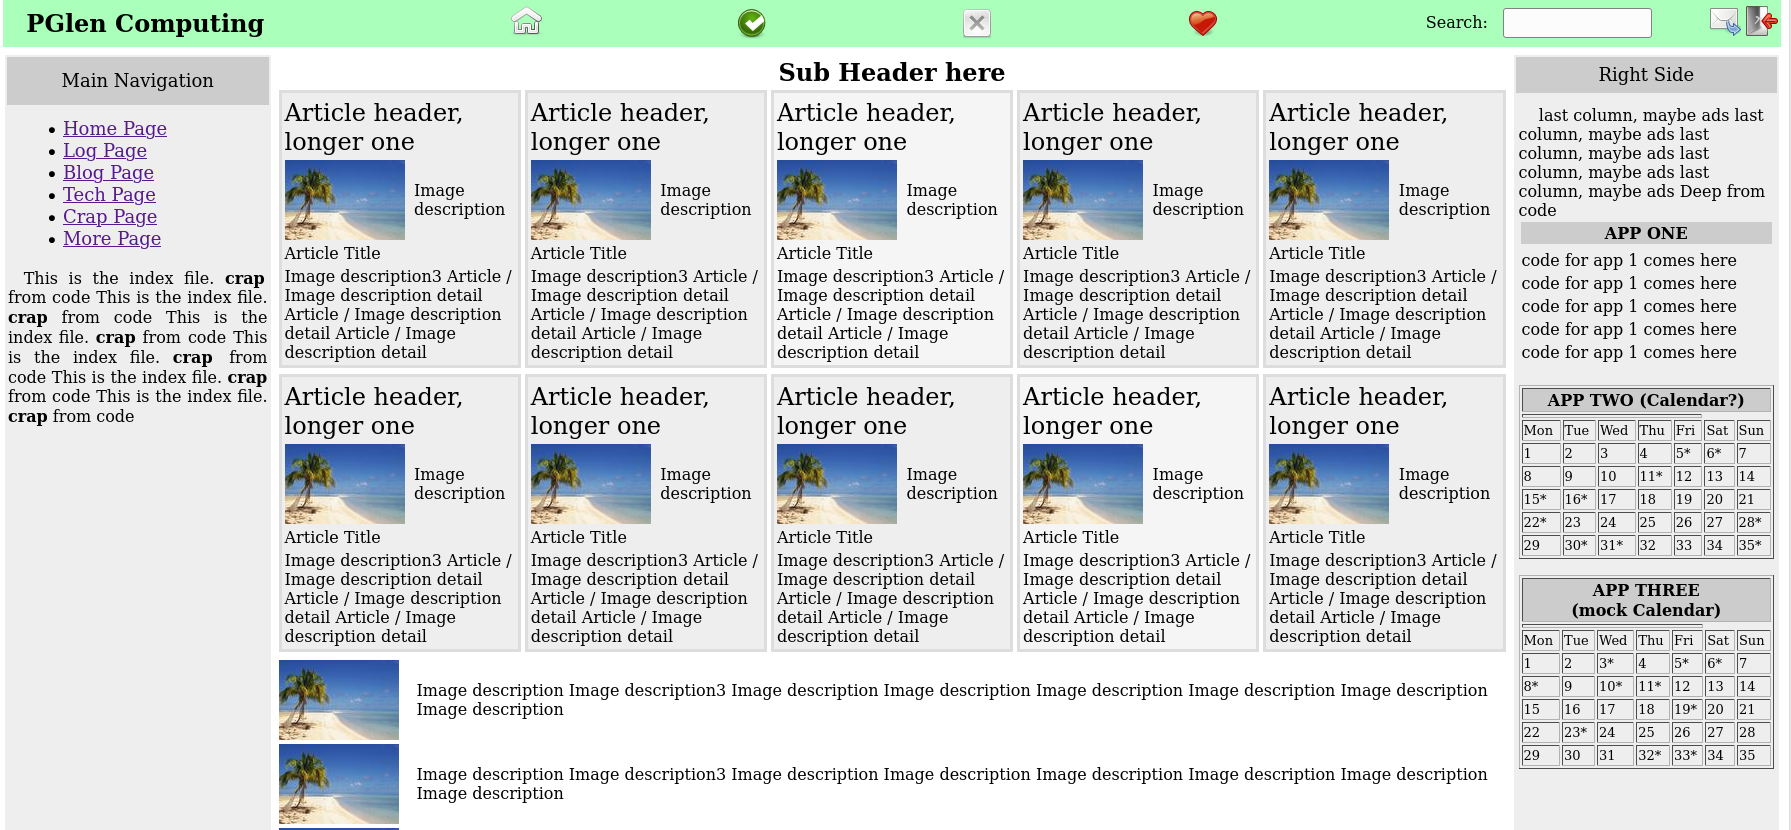 PGlen Computing
Search:
Main Navigation
Home Page
Log Page
Blog Page
Tech Page
Crap Page
More Page
This is the index file. crap
from code This is the index file.
crap from code This is the
index file. crap from code This
is the index file. crap from
code This is the index file. crap
from code This is the index file.
crap from code
Sub Header here
Article header,
longer one
Image
description
Article Title
Image description3 Article /
Image description detail
Article / Image description
detail Article / Image
description detail
Article header,
longer one
Image
description
Article Title
Image description3 Article /
Image description detail
Article / Image description
detail Article / Image
description detail
Article header,
longer one
Image
description
Article Title
Image description3 Article /
Image description detail
Article / Image description
detail Article / Image
description detail
Article header,
longer one
Image
description
Article Title
Image description3 Article /
Image description detail
Article / Image description
detail Article / Image
description detail
Article header,
longer one
Image
description
Article Title
Image description3 Article /
Image description detail
Article / Image description
detail Article / Image
description detail
Article header,
longer one
Image
description
Article Title
Image description3 Article /
Image description detail
Article / Image description
detail Article / Image
description detail
Article header,
longer one
Image
description
Article Title
Image description3 Article /
Image description detail
Article / Image description
detail Article / Image
description detail
Article header,
longer one
Image
description
Article Title
Image description3 Article /
Image description detail
Article / Image description
detail Article / Image
description detail
Article header,
longer one
Image
description
Article Title
Image description3 Article /
Image description detail
Article / Image description
detail Article / Image
description detail
Article header,
longer one
Image
description
Article Title
Image description3 Article /
Image description detail
Article / Image description
detail Article / Image
description detail
Image description Image description3 Image description Image description Image description Image description Image description
Image description
Image description Image description3 Image description Image description Image description Image description Image description
Image description
Right Side
last column, maybe ads last
column, maybe ads last
column, maybe ads last
column, maybe ads last
column, maybe ads Deep from
code
APP ONE
code for app 1 comes here
code for app 1 comes here
code for app 1 comes here
code for app 1 comes here
code for app 1 comes here
APP TWO (Calendar?)
Mon Tue Wed Thu Fri Sat Sun
1 2 3 4 5* 6* 7
8 9 10 11* 12 13 14
15* 16* 17 18 19 20 21
22* 23 24 25 26 27 28*
29 30* 31* 32 33 34 35*
APP THREE
(mock Calendar)
Mon Tue Wed Thu Fri Sat Sun
1 2 3* 4 5* 6* 7
8* 9 10* 11* 12 13 14
15 16 17 18 19* 20 21
22 23* 24 25 26 27 28
29 30 31 32* 33* 34 35